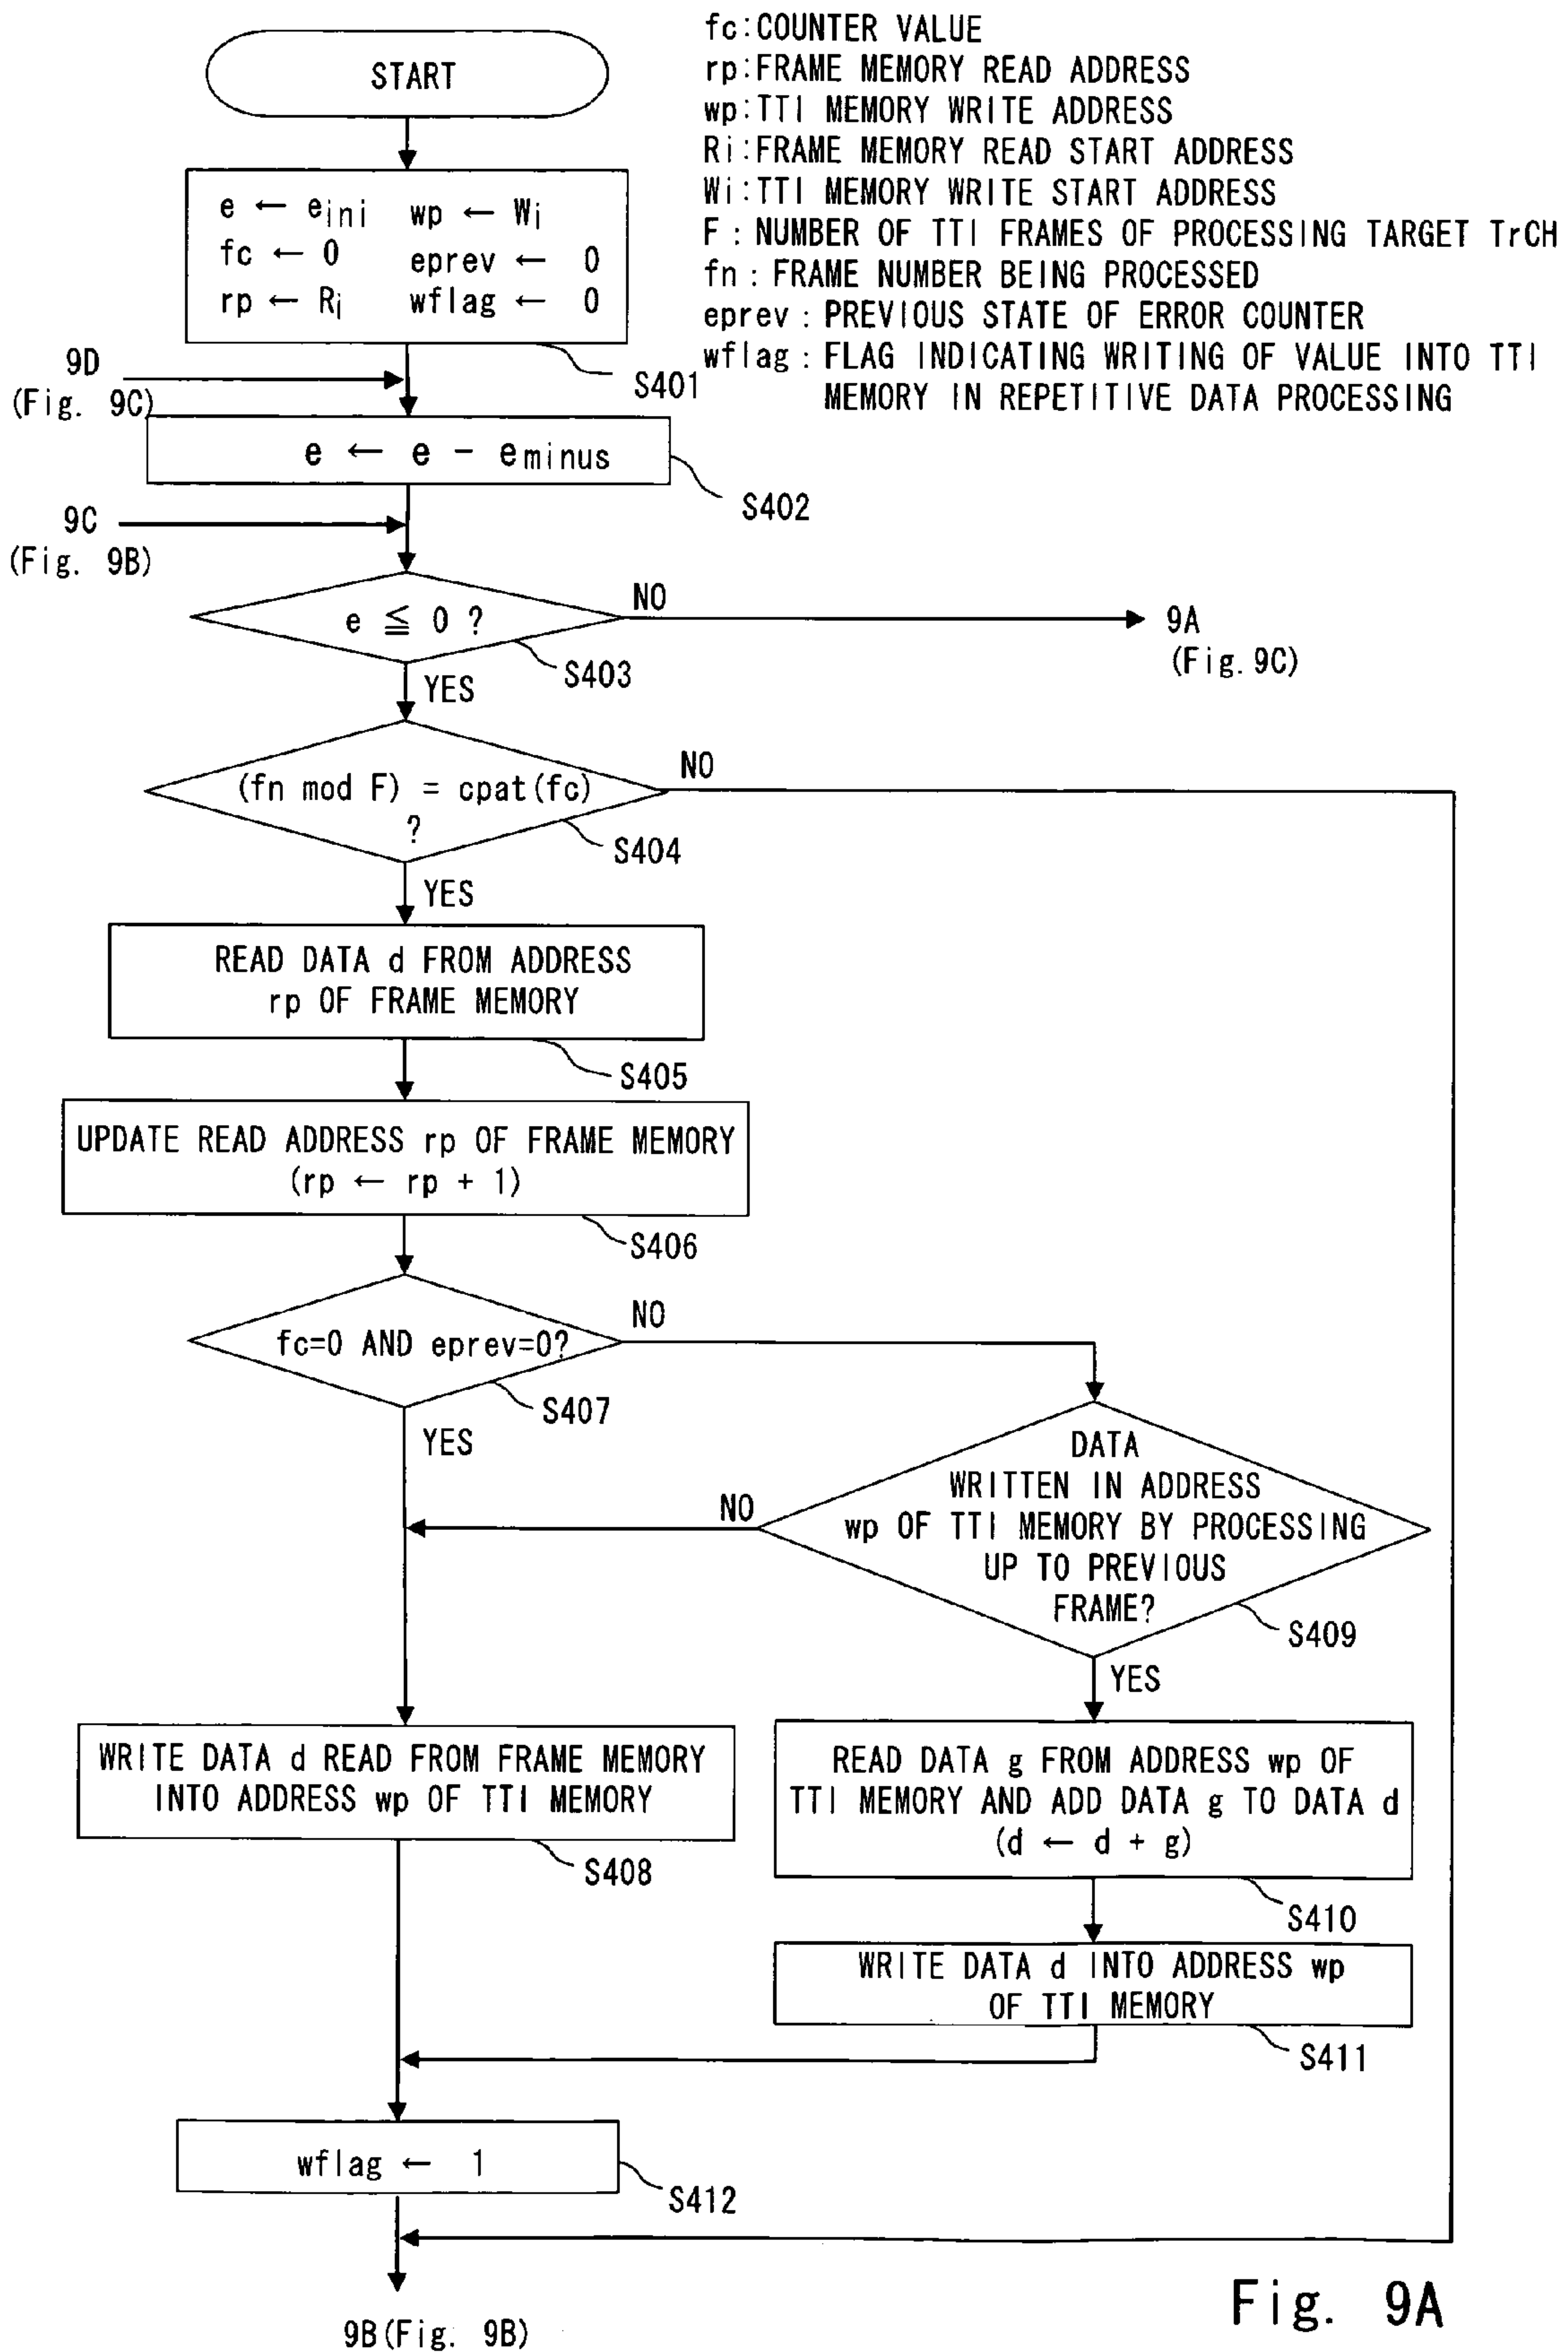 fc:COUNTER VALUE
rp:FRAME MEMORY READ ADDRESS
wp:TTI MEMORY WRITE ADDRESS
Ri:FRAME MEMORY READ START ADDRESS
Wi:TTI MEMORY WRITE START ADDRESS
F: NUMBER OF TTI FRAMES OF PROCESSING TARGET TrCH
fn: FRAME NUMBER BEING PROCESSED
eprev: PREVIOUS STATE OF ERROR COUNTER
wflag: FLAG INDICATING WRITING OF VALUE INTO TTI
MEMORY IN REPETITIVE DATA PROCESSING
START
e ← eini wp ← Wi
fc ← 0 eprev ← 0
rp ← Ri wflag ← 0
S401
9D
(Fig. 9C)
e ← e - eminus
S402
9C
(Fig. 9B)
e ≦ 0 ?
NO
9A
(Fig. 9C)
S403
YES
(fn mod F) = cpat(fc)
?
NO
S404
YES
READ DATA d FROM ADDRESS
rp OF FRAME MEMORY
S405
UPDATE READ ADDRESS rp OF FRAME MEMORY
(rp ← rp + 1)
S406
fc=0 AND eprev=0?
NO
S407
YES
DATA
WRITTEN IN ADDRESS
wp OF TTI MEMORY BY PROCESSING
UP TO PREVIOUS
FRAME?
NO
S409
YES
WRITE DATA d READ FROM FRAME MEMORY
INTO ADDRESS wp OF TTI MEMORY
S408
READ DATA g FROM ADDRESS wp OF
TTI MEMORY AND ADD DATA g TO DATA d
(d ← d + g)
S410
WRITE DATA d INTO ADDRESS wp
OF TTI MEMORY
S411
wflag ← 1
S412
9B(Fig. 9B)
Fig. 9A